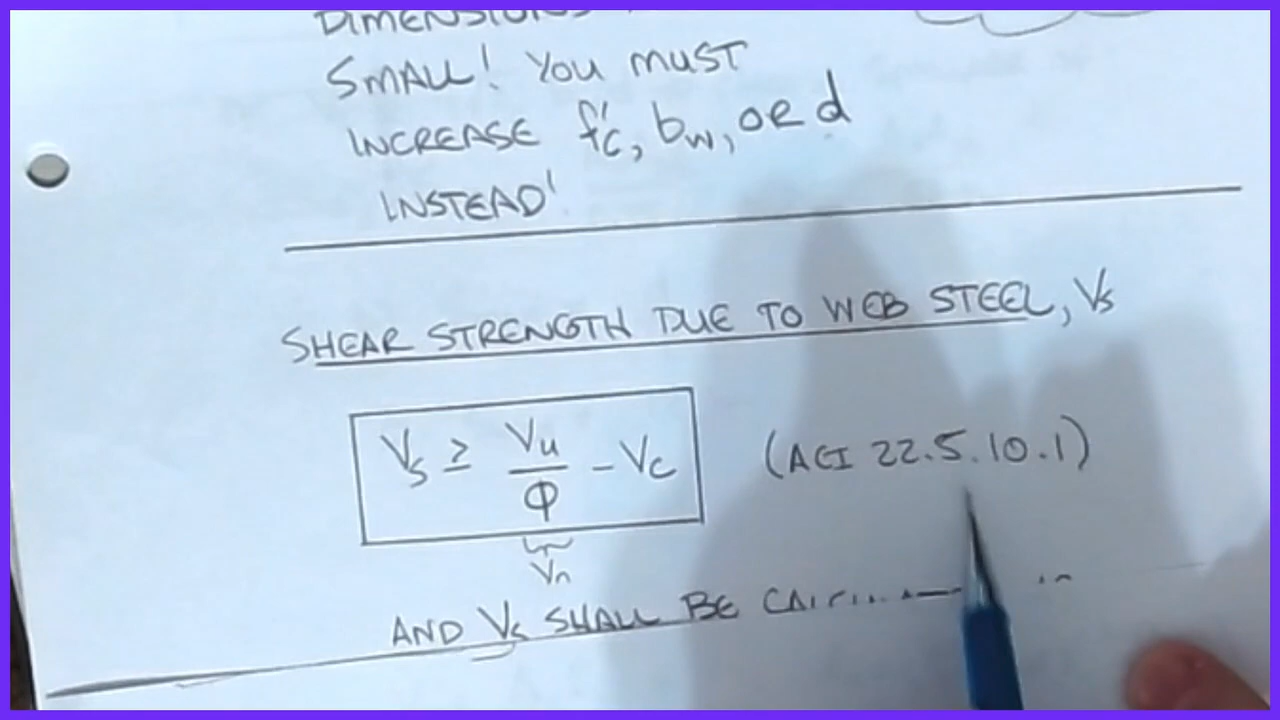 DIMENSIONS
SMALL! YOU MUST
INCREASE f'c, bw, OR d
INSTEAD!
SHEAR STRENGTH DUE TO WEB STEEL, Vs
Vs ≥ Vu/Φ - Vc (ACI 22.5.10.1)
Vn
AND Vs SHALL BE